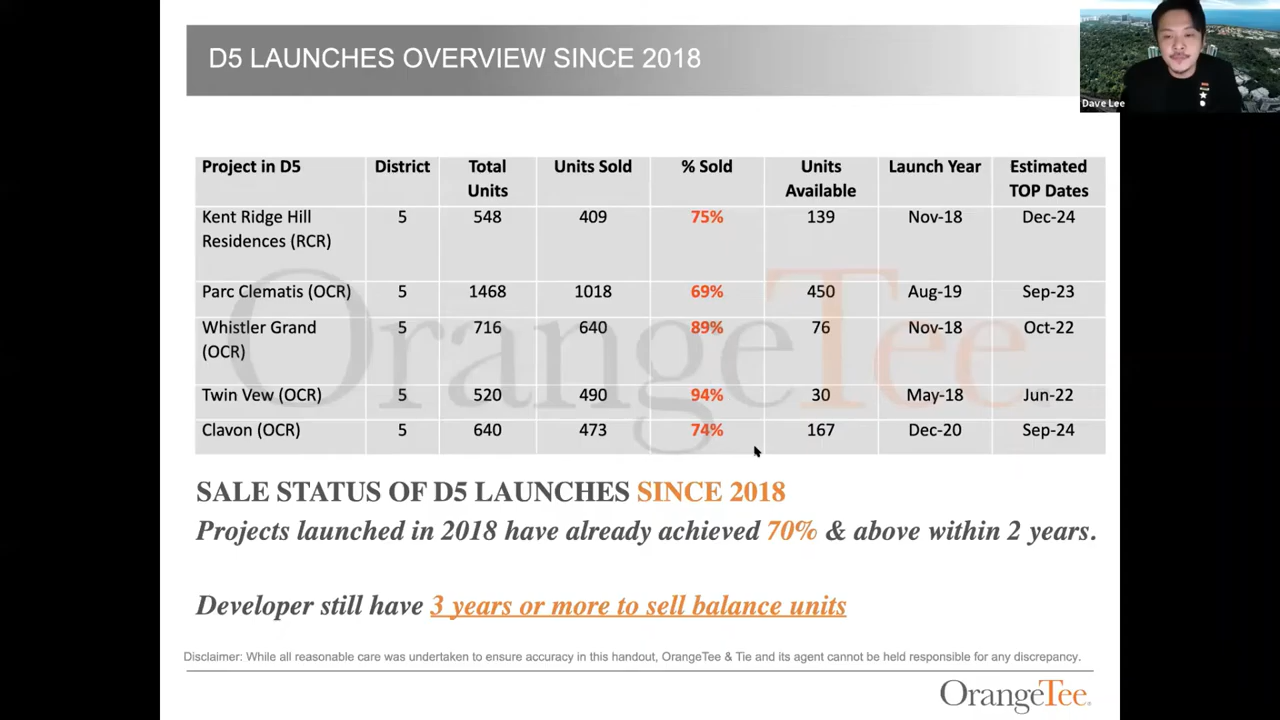 D5 LAUNCHES OVERVIEW SINCE 2018
Dave Lee
Project in D5 District Total Units Units Sold % Sold Units Available Launch Year Estimated TOP Dates
Kent Ridge Hill Residences (RCR) 5 548 409 75% 139 Nov-18 Dec-24
Parc Clematis (OCR) 5 1468 1018 69% 450 Aug-19 Sep-23
Whistler Grand (OCR) 5 716 640 89% 76 Nov-18 Oct-22
Twin Vew (OCR) 5 520 490 94% 30 May-18 Jun-22
Clavon (OCR) 5 640 473 74% 167 Dec-20 Sep-24
OrangeTee
SALE STATUS OF D5 LAUNCHES SINCE 2018
Projects launched in 2018 have already achieved 70% & above within 2 years.
Developer still have 3 years or more to sell balance units
Disclaimer: While all reasonable care was undertaken to ensure accuracy in this handout, OrangeTee & Tie and its agent cannot be held responsible for any discrepancy.
OrangeTee